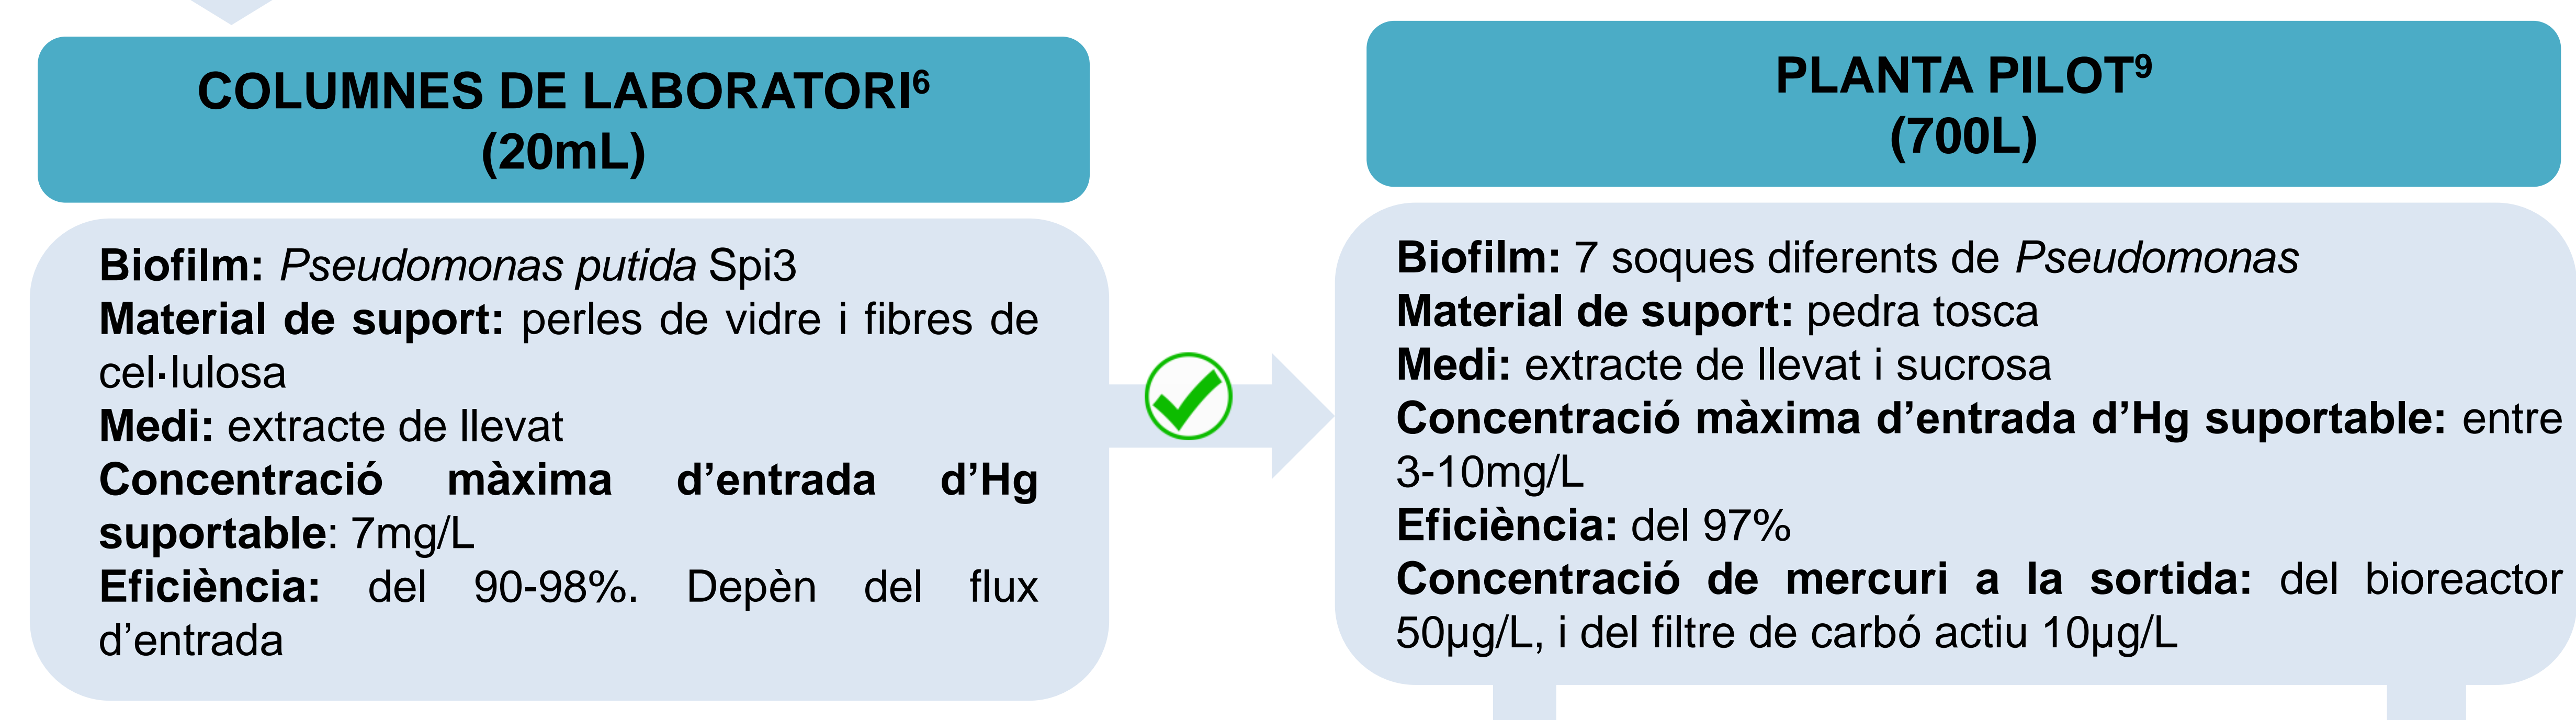 COLUMNES DE LABORATORI⁶
(20mL)
Biofilm: Pseudomonas putida Spi3
Material de suport: perles de vidre i fibres de
cel·lulosa
Medi: extracte de llevat
Concentració màxima d’entrada d’Hg
suportable: 7mg/L
Eficiència: del 90-98%. Depèn del flux
d’entrada
PLANTA PILOT⁹
(700L)
Biofilm: 7 soques diferents de Pseudomonas
Material de suport: pedra tosca
Medi: extracte de llevat i sucrosa
Concentració màxima d’entrada d’Hg suportable: entre
3-10mg/L
Eficiència: del 97%
Concentració de mercuri a la sortida: del bioreactor
50µg/L, i del filtre de carbó actiu 10µg/L